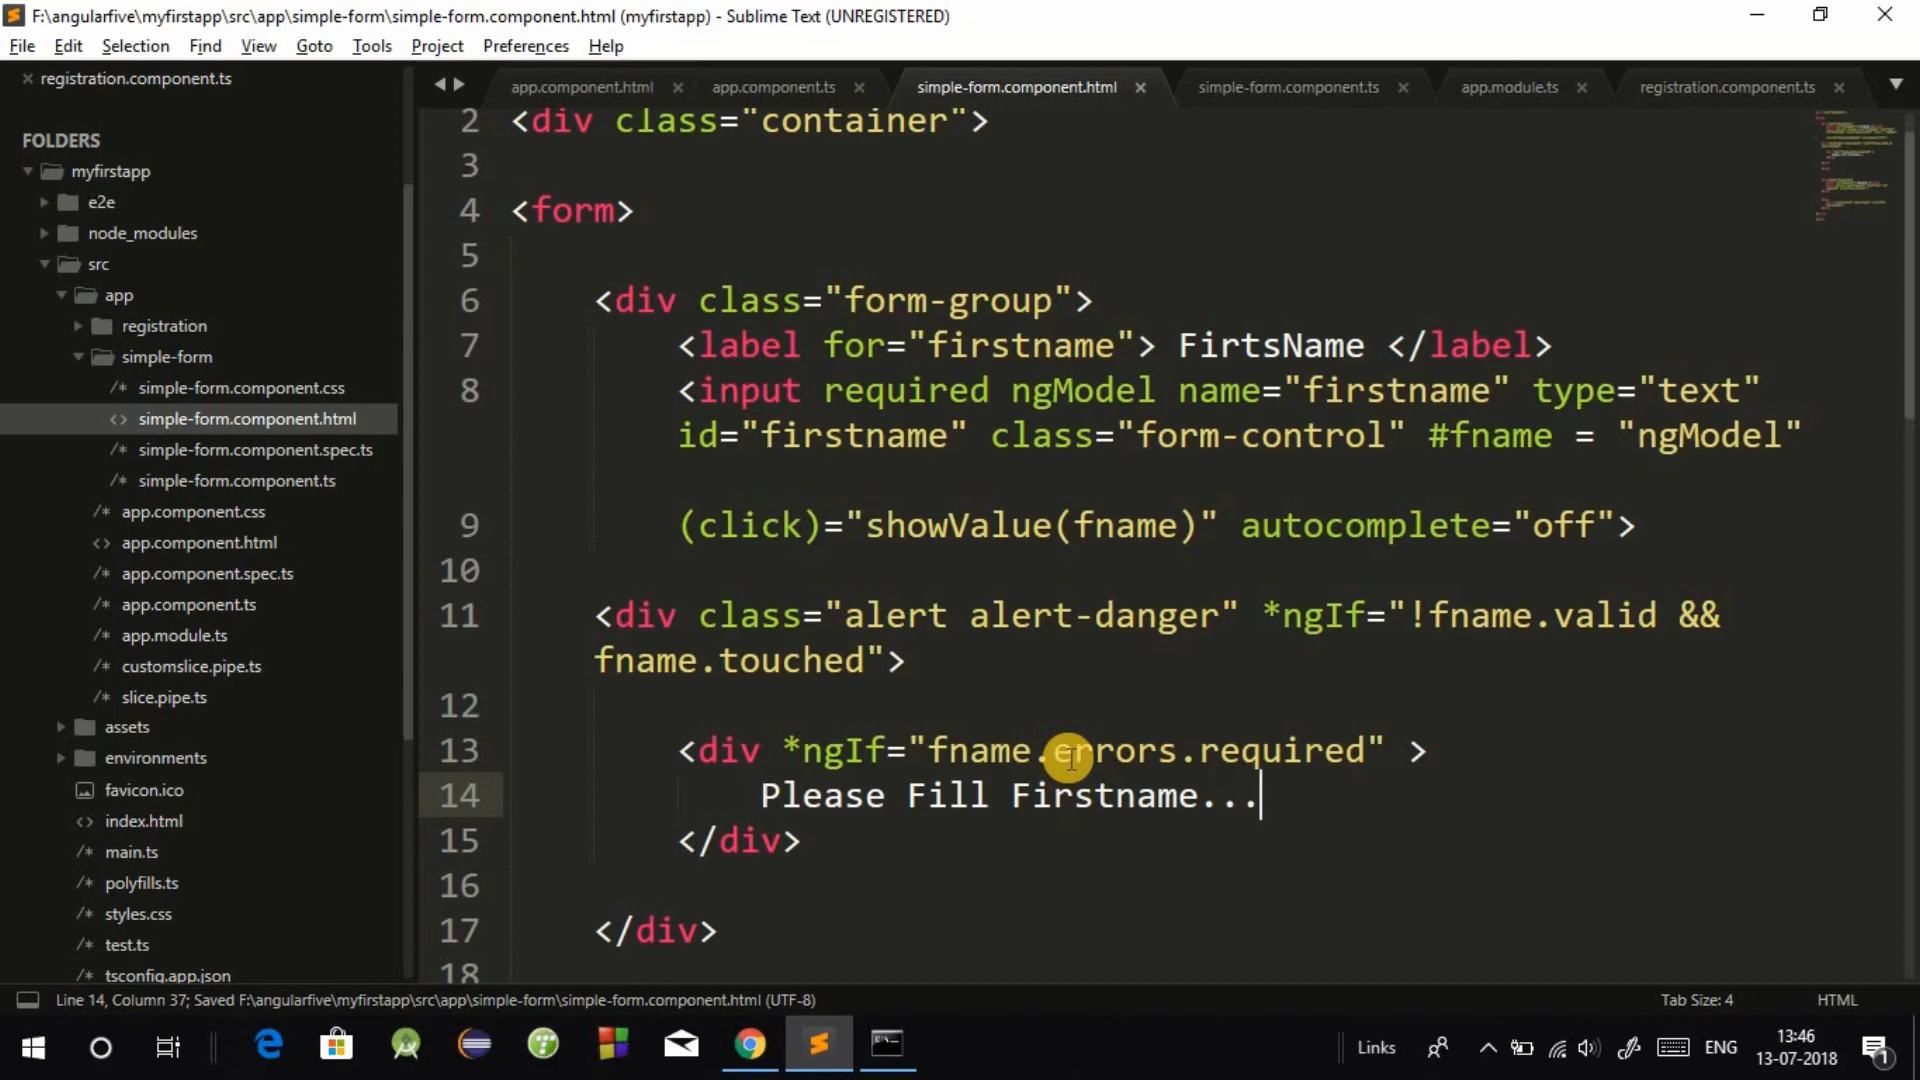 F:\angularfive\myfirstapp\src\app\simple-form\simple-form.component.html (myfirstapp) - Sublime Text (UNREGISTERED)
File Edit Selection Find View Goto Tools Project Preferences Help
registration.component.ts
FOLDERS
myfirstapp
e2e
node_modules
src
app
registration
simple-form
/* simple-form.component.css
<> simple-form.component.html
/* simple-form.component.spec.ts
/* simple-form.component.ts
/* app.component.css
<> app.component.html
/* app.component.spec.ts
/* app.component.ts
/* app.module.ts
/* customslice.pipe.ts
/* slice.pipe.ts
assets
environments
favicon.ico
<> index.html
/* main.ts
/* polyfills.ts
/* styles.css
/* test.ts
/* tsconfig.app.json
app.component.html app.component.ts simple-form.component.html simple-form.component.ts app.module.ts registration.component.ts
2 <div class="container">
3
4 <form>
5
6 <div class="form-group">
7 <label for="firstname"> FirtsName </label>
8 <input required ngModel name="firstname" type="text"
id="firstname" class="form-control" #fname = "ngModel"
9 (click)="showValue(fname)" autocomplete="off">
10
11 <div class="alert alert-danger" *ngIf="!fname.valid &&
fname.touched">
12
13 <div *ngIf="fname.errors.required" >
14 Please Fill Firstname...
15 </div>
16
17 </div>
18
Line 14, Column 37; Saved F:\angularfive\myfirstapp\src\app\simple-form\simple-form.component.html (UTF-8)
Tab Size: 4
HTML
Links
ENG
13:46
13-07-2018
1